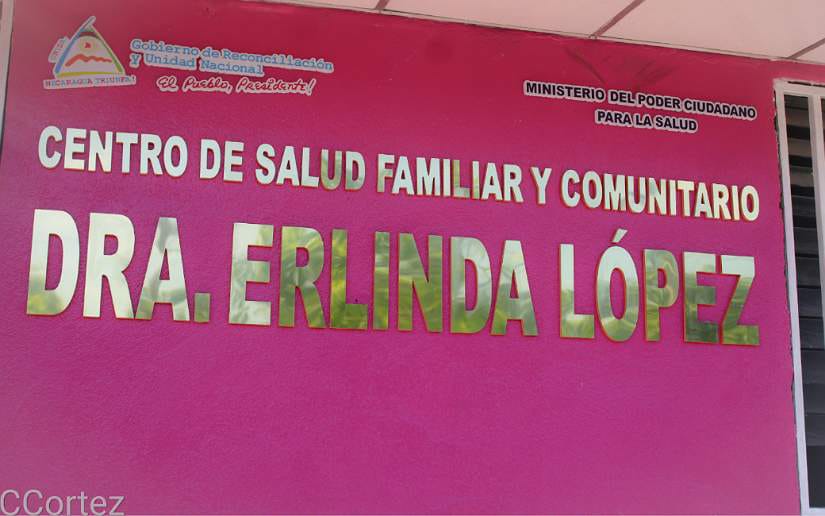 Gobierno de Reconciliación
y Unidad Nacional
El Pueblo, Presidente!
NICARAGUA TRIUNFA!
MINISTERIO DEL PODER CIUDADANO
PARA LA SALUD
CENTRO DE SALUD FAMILIAR Y COMUNITARIO
DRA. ERLINDA LÓPEZ
CCortez